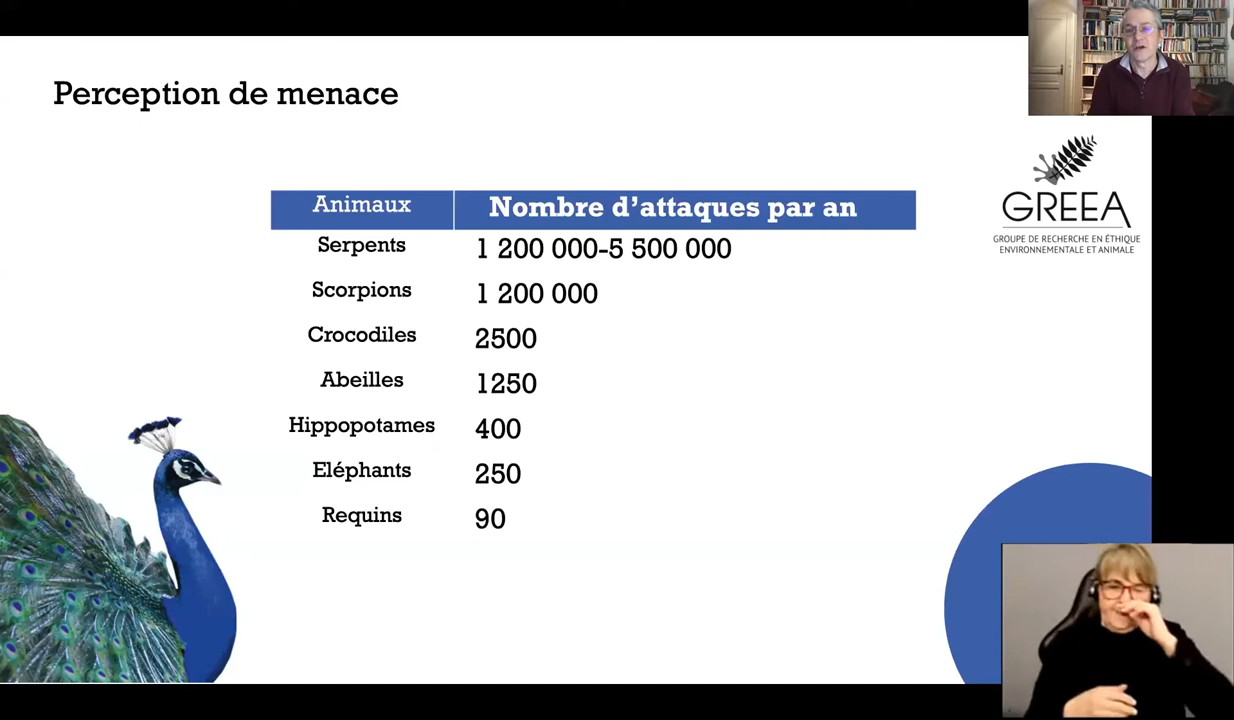 Perception de menace
Animaux Nombre d’attaques par an
Serpents 1 200 000-5 500 000
Scorpions 1 200 000
Crocodiles 2500
Abeilles 1250
Hippopotames 400
Eléphants 250
Requins 90
GREEA
GROUPE DE RECHERCHE EN ÉTHIQUE
ENVIRONNEMENTALE ET ANIMALE